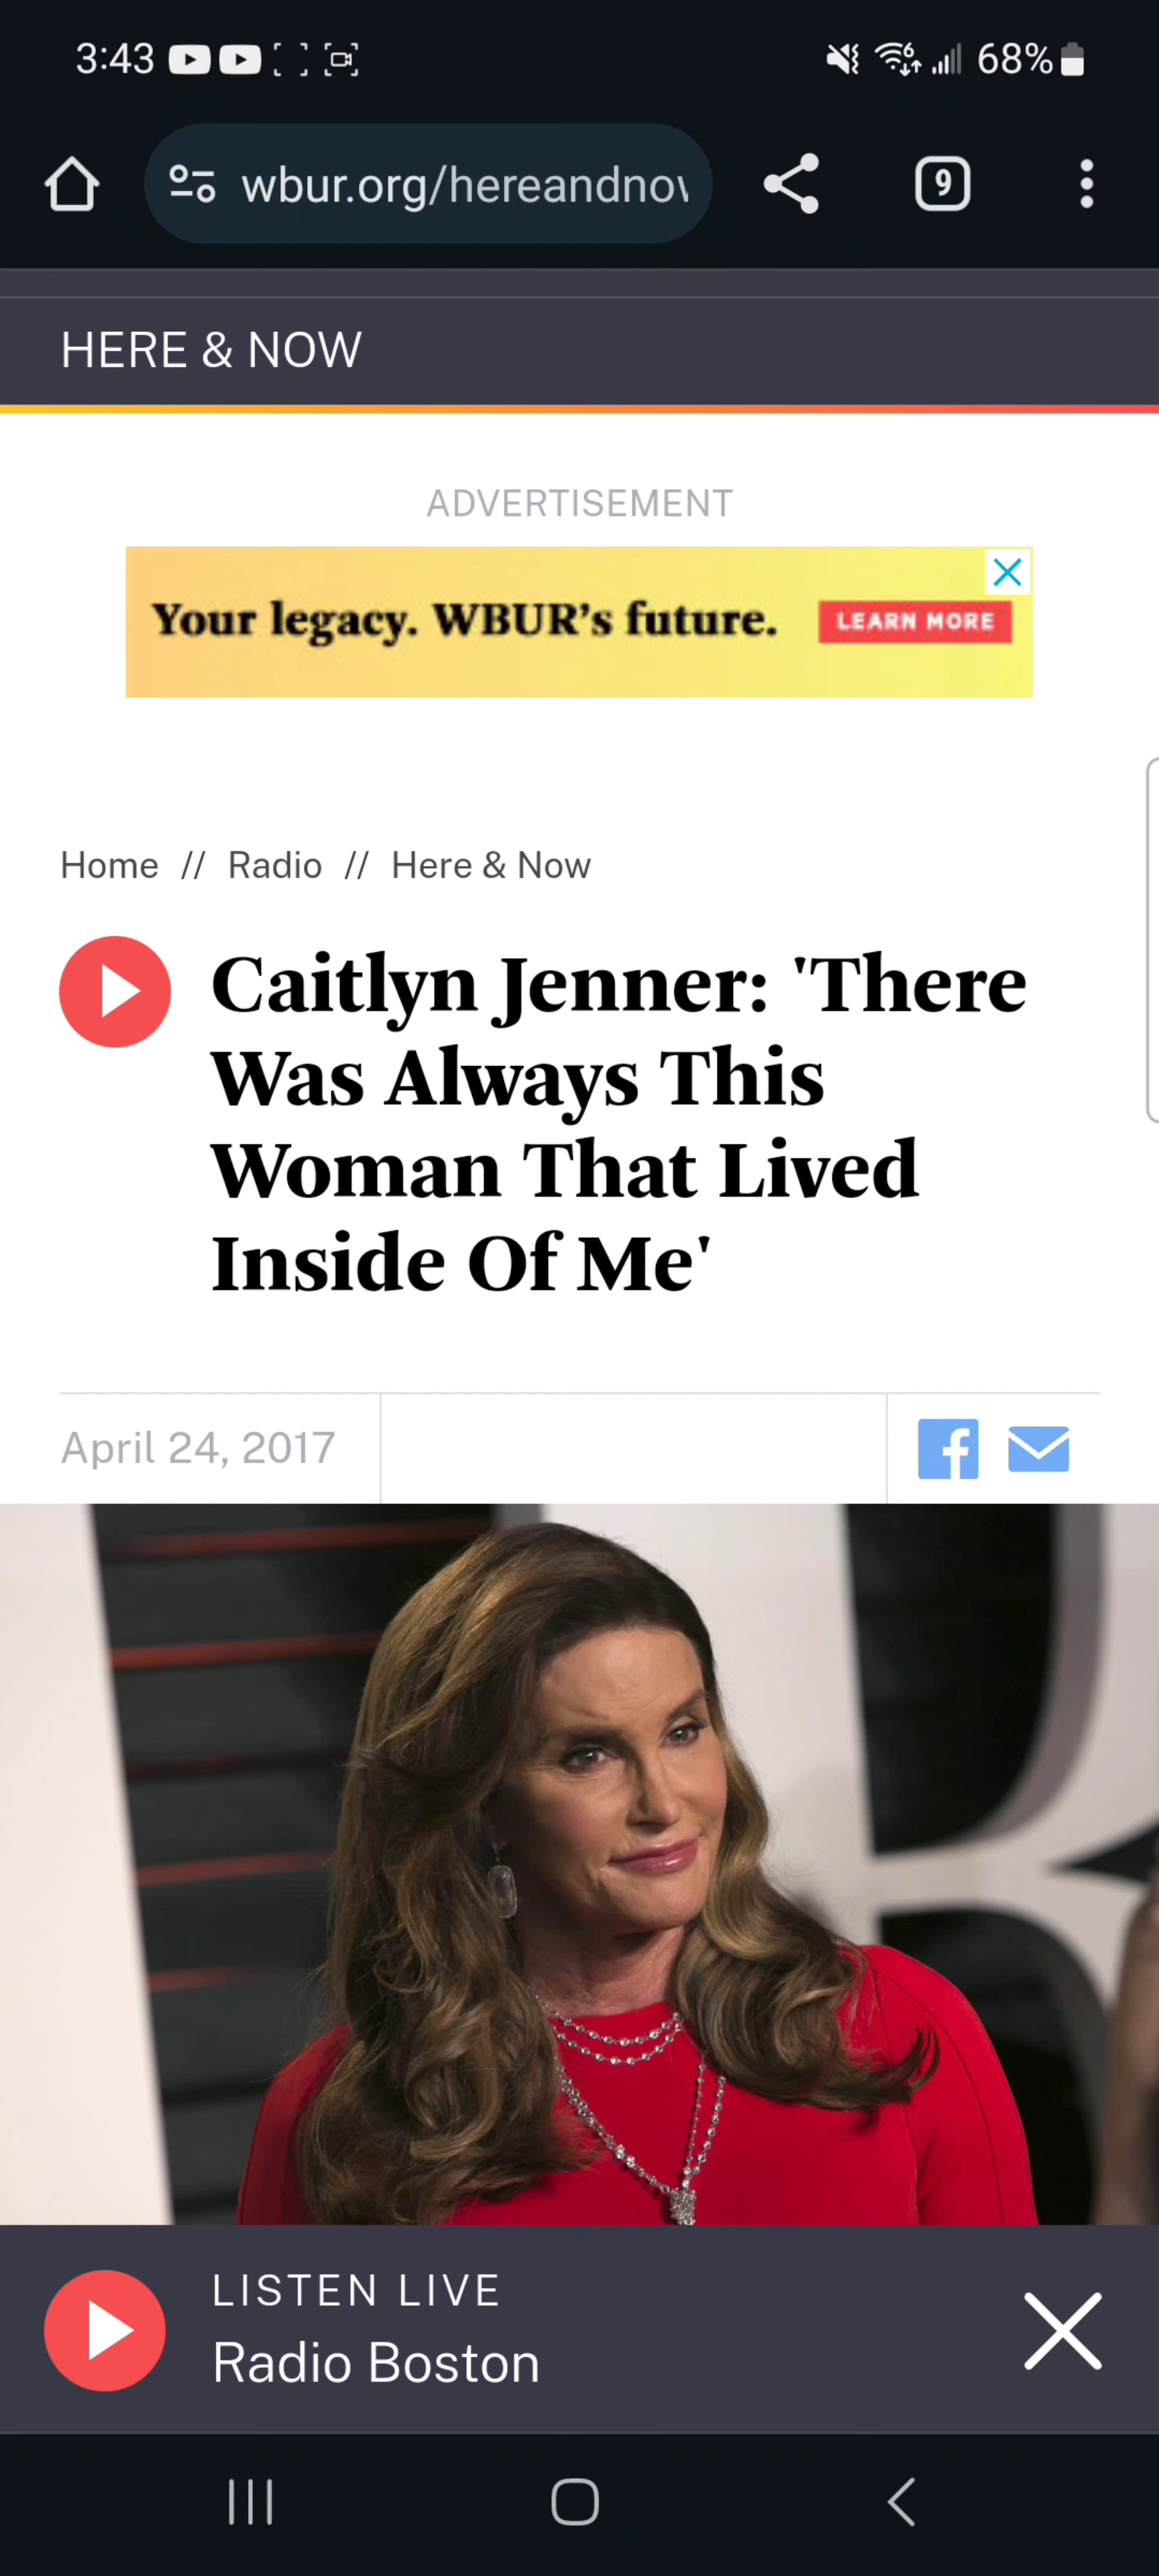 3:43
68%
wbur.org/hereandnov
9
HERE & NOW
ADVERTISEMENT
Your legacy. WBUR's future.
LEARN MORE
Home // Radio // Here & Now
Caitlyn Jenner: 'There
Was Always This
Woman That Lived
Inside Of Me'
April 24, 2017
LISTEN LIVE
Radio Boston